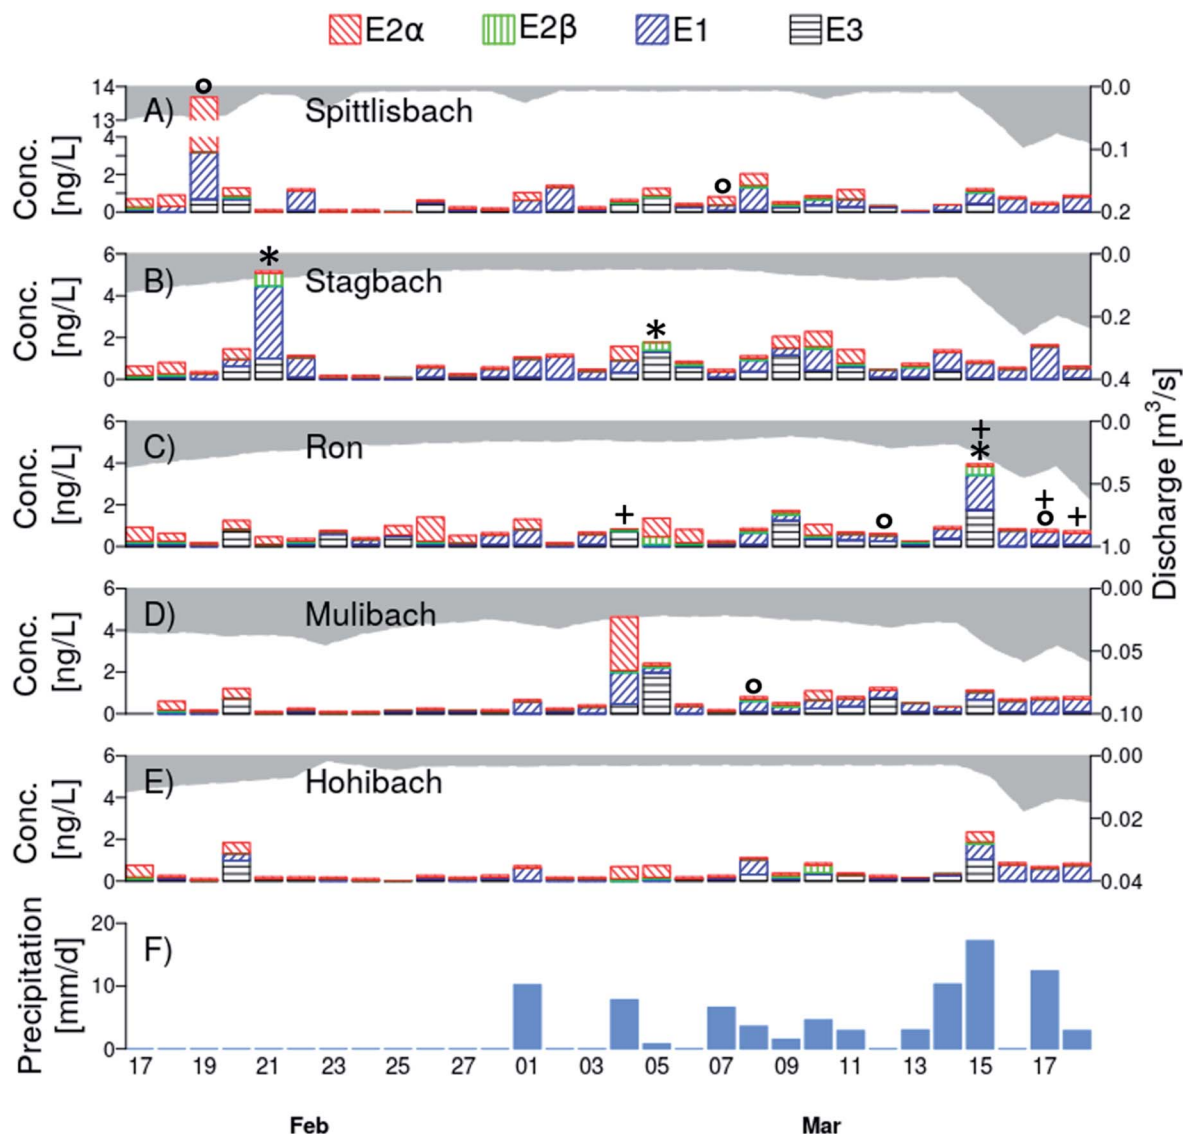 E2α E2β E1 E3
A) Spittlisbach
14
13
4
2
0
Conc.
[ng/L]
0.0
0.1
0.2
B) Stagbach
6
4
2
0
Conc.
[ng/L]
0.0
0.2
0.4
C) Ron
6
4
2
0
Conc.
[ng/L]
0.0
0.5
1.0
Discharge [m³/s]
D) Mulibach
6
4
2
0
Conc.
[ng/L]
0.00
0.05
0.10
E) Hohibach
6
4
2
0
Conc.
[ng/L]
0.00
0.02
0.04
F)
20
10
0
Precipitation
[mm/d]
17 19 21 23 25 27 01 03 05 07 09 11 13 15 17
Feb Mar